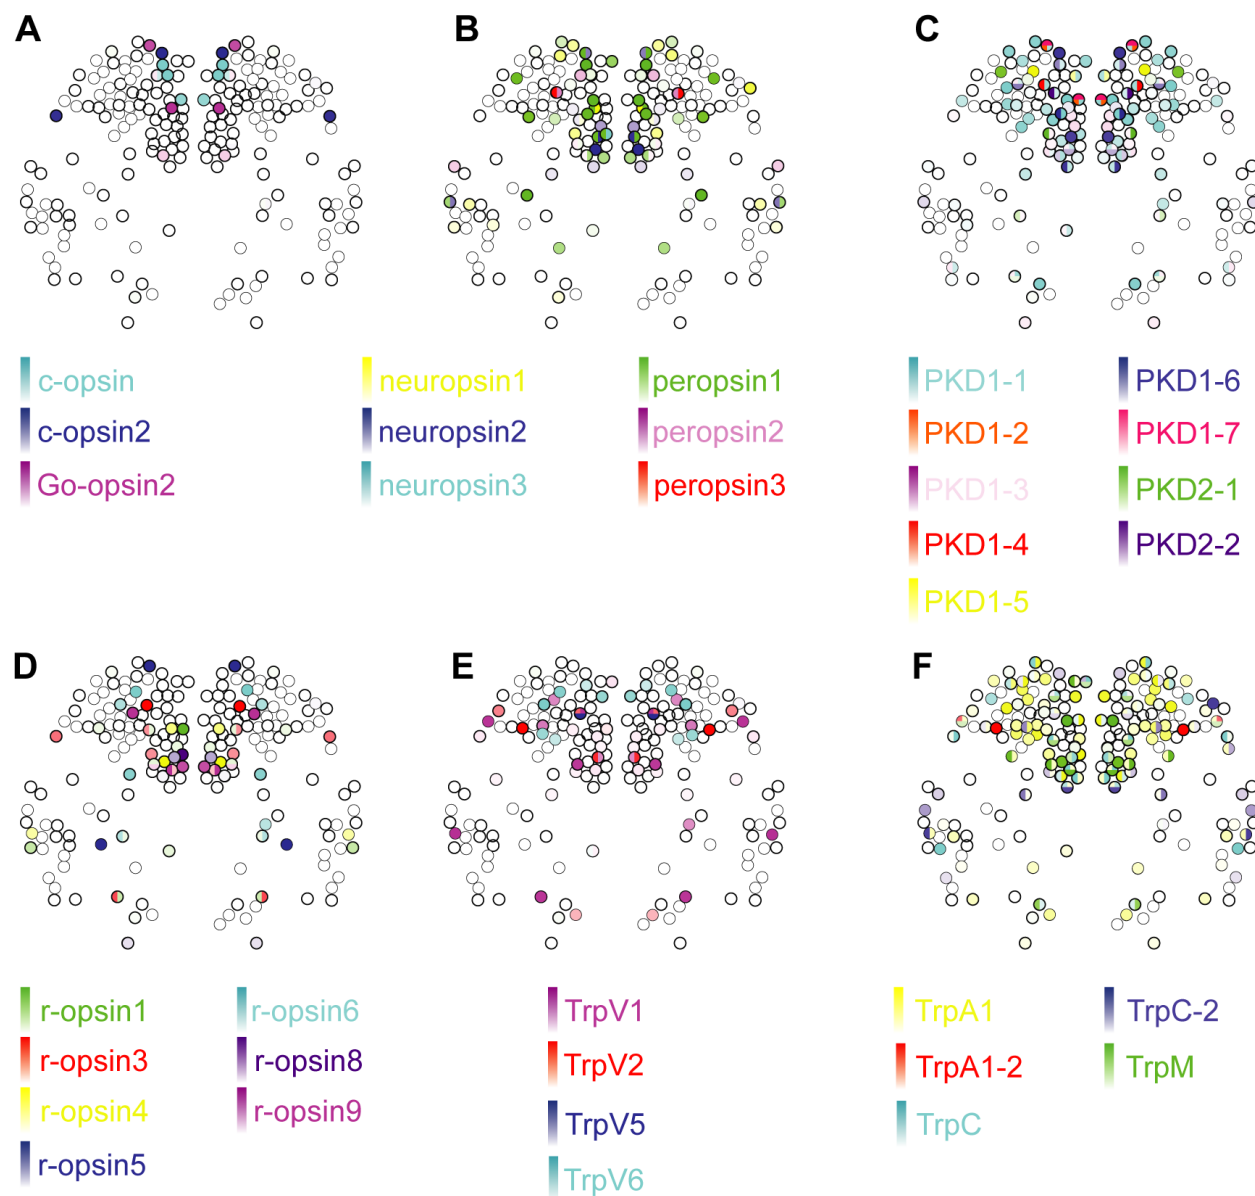 A
B
C
c-opsin
c-opsin2
Go-opsin2
neuropsin1
neuropsin2
neuropsin3
peropsin1
peropsin2
peropsin3
PKD1-1
PKD1-2
PKD1-3
PKD1-4
PKD1-5
PKD1-6
PKD1-7
PKD2-1
PKD2-2
D
E
F
r-opsin1
r-opsin3
r-opsin4
r-opsin5
r-opsin6
r-opsin8
r-opsin9
TrpV1
TrpV2
TrpV5
TrpV6
TrpA1
TrpA1-2
TrpC
TrpC-2
TrpM